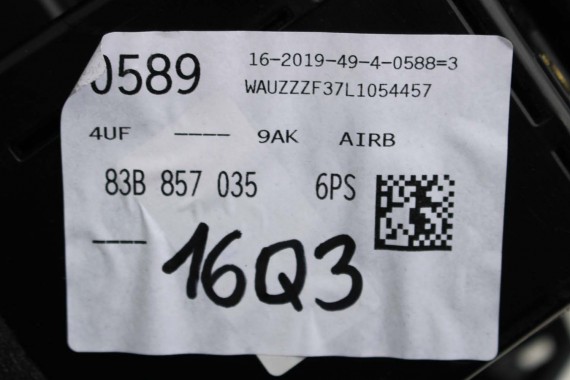 0589
16-2019-49-4-0588=3
WAUZZZF37L1054457
4UF ---- 9AK AIRB
83B 857 035 6PS
----
16Q3